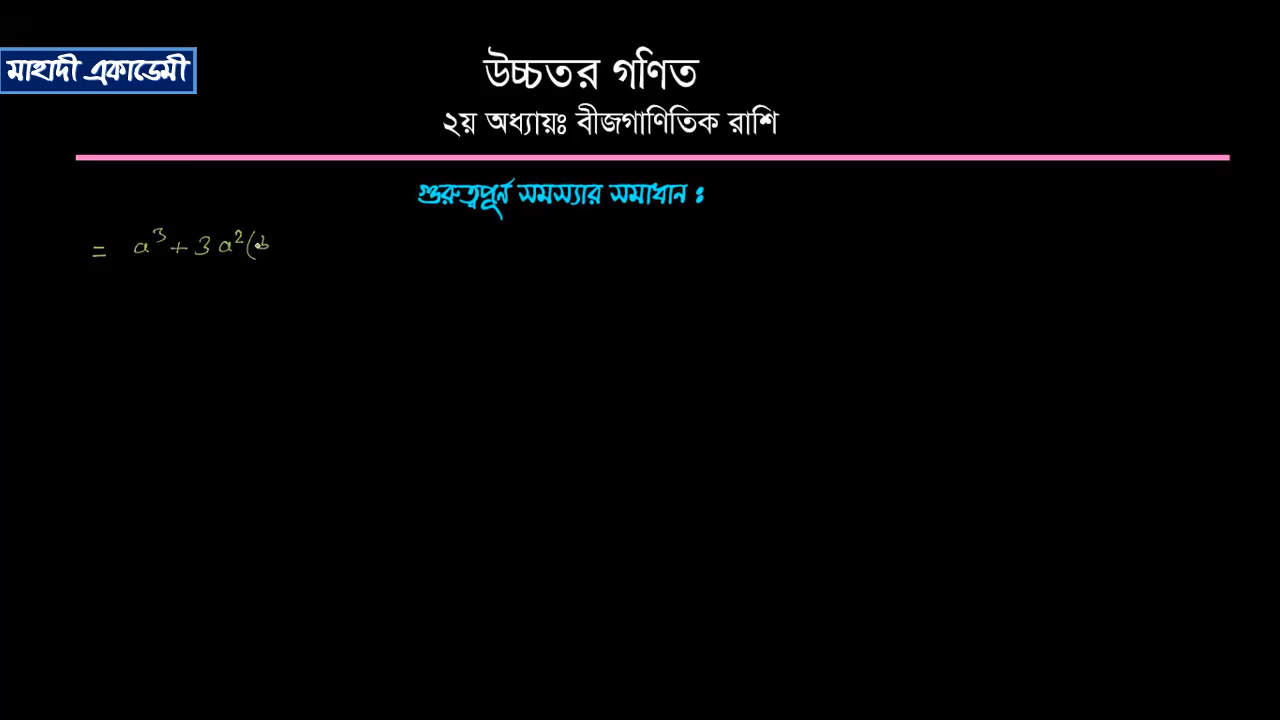 মাহাদী একাডেমী
উচ্চতর গণিত
২য় অধ্যায়ঃ বীজগাণিতিক রাশি
গুরুত্বপূর্ন সমস্যার সমাধান :
= a³ + 3a²(b